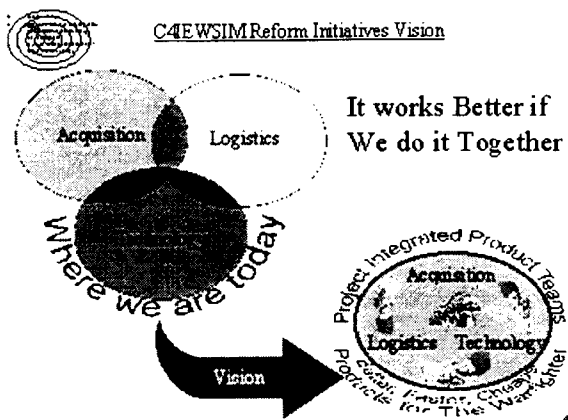 C4IEWSIM Reform Initiatives Vision
It works Better if
We do it Together
Acquisition
Logistics
Where we are today
Project Integrated Product Teams
Acquisition
Logistics Technology
Products for The Warfighter
Vision